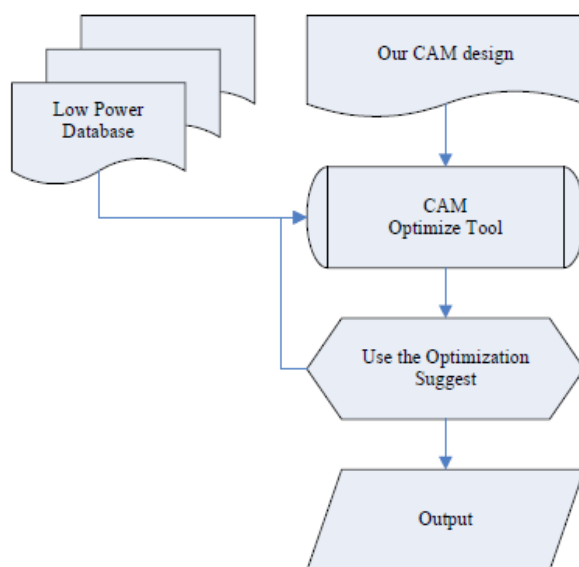 Our CAM design
Low Power
Database
CAM
Optimize Tool
Use the Optimization
Suggest
Output